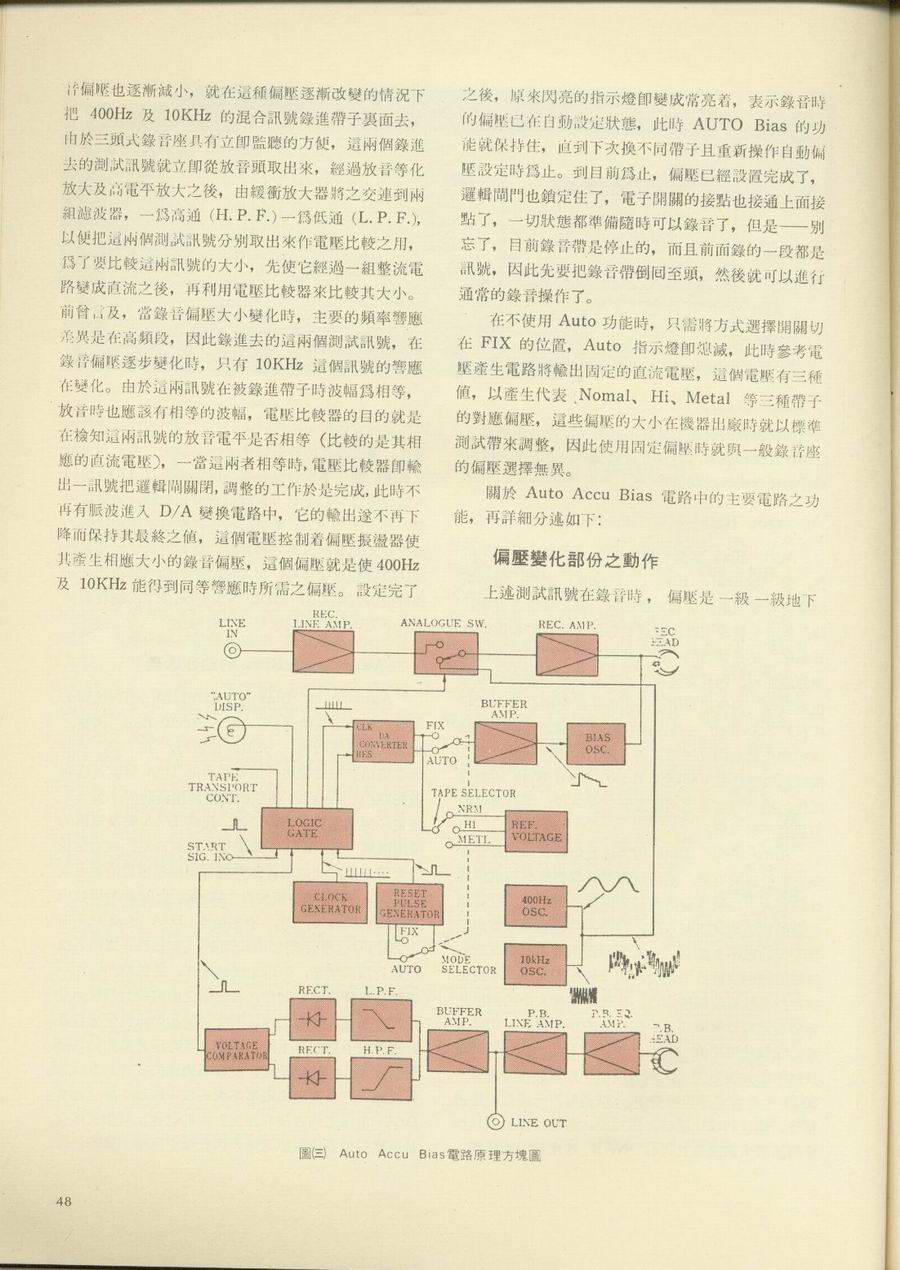 音偏壓也逐漸減小，就在這種偏壓逐漸改變的情況下
把 400Hz 及 10KHz 的混合訊號錄進帶子裏面去，
由於三頭式錄音座具有立卽監聽的方便，這兩個錄進
去的測試訊號就立卽從放音頭取出來，經過放音等化
放大及高電平放大之後，由緩衝放大器將之交連到兩
組濾波器，一爲高通（H. P. F.）一爲低通（L. P. F.），
以便把這兩個測試訊號分別取出來作電壓比較之用，
爲了要比較這兩訊號的大小，先使它經過一組整流電
路變成直流之後，再利用電壓比較器來比較其大小。
前曾言及，當錄音偏壓大小變化時，主要的頻率響應
差異是在高頻段，因此錄進去的這兩個測試訊號，在
錄音偏壓逐步變化時，只有 10KHz 這個訊號的響應
在變化。由於這兩訊號在被錄進帶子時波幅爲相等，
放音時也應該有相等的波幅，電壓比較器的目的就是
在檢知這兩訊號的放音電平是否相等（比較的是其相
應的直流電壓），一當這兩者相等時，電壓比較器卽輸
出一訊號把邏輯閘關閉，調整的工作於是完成，此時不
再有脈波進入 D/A 變換電路中，它的輸出遂不再下
降而保持其最終之值，這個電壓控制着偏壓振盪器使
其產生相應大小的錄音偏壓，這個偏壓就是使 400Hz
及 10KHz 能得到同等響應時所需之偏壓。設定完了
之後，原來閃亮的指示燈卽變成常亮着，表示錄音時
的偏壓已在自動設定狀態，此時 AUTO Bias 的功
能就保持住，直到下次換不同帶子且重新操作自動偏
壓設定時爲止。到目前爲止，偏壓已經設置完成了，
邏輯閘門也鎖定住了，電子開關的接點也接通上面接
點了，一切狀態都準備隨時可以錄音了，但是——別
忘了，目前錄音帶是停止的，而且前面錄的一段都是
訊號，因此先要把錄音帶倒回至頭，然後就可以進行
通常的錄音操作了。
在不使用 Auto 功能時，只需將方式選擇開關切
在 FIX 的位置，Auto 指示燈卽熄滅，此時參考電
壓產生電路將輸出固定的直流電壓，這個電壓有三種
值，以產生代表 Nomal、Hi、Metal 等三種帶子
的對應偏壓，這些偏壓的大小在機器出廠時就以標準
測試帶來調整，因此使用固定偏壓時就與一般錄音座
的偏壓選擇無異。
關於 Auto Accu Bias 電路中的主要電路之功
能，再詳細分述如下：
偏壓變化部份之動作
上述測試訊號在錄音時，偏壓是一級一級地下
LINE
IN
REC.
LINE AMP.
ANALOGUE SW.
REC. AMP.
REC
HEAD
"AUTO"
DISP.
CLK
DA
CONVERTER
RES
FIX
AUTO
BUFFER
AMP.
BIAS
OSC.
TAPE
TRANSPORT
CONT.
TAPE SELECTOR
NRM
HI
METL
REF.
VOLTAGE
LOGIC
GATE
START
SIG. IN
CLOCK
GENERATOR
RESET
PULSE
GENERATOR
FIX
AUTO
MODE
SELECTOR
400Hz
OSC.
10kHz
OSC.
RECT.
L.P.F.
BUFFER
AMP.
P.B.
LINE AMP.
P.B. EQ.
AMP.
P.B.
HEAD
VOLTAGE
COMPARATOR
RECT.
H.P.F.
LINE OUT
圖㈢ Auto Accu Bias電路原理方塊圖
48